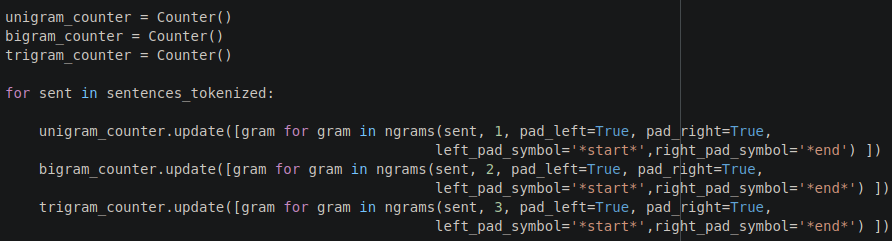 unigram_counter = Counter()
bigram_counter = Counter()
trigram_counter = Counter()
for sent in sentences_tokenized:
unigram_counter.update([gram for gram in ngrams(sent, 1, pad_left=True, pad_right=True,
left_pad_symbol='*start*',right_pad_symbol='*end') ])
bigram_counter.update([gram for gram in ngrams(sent, 2, pad_left=True, pad_right=True,
left_pad_symbol='*start*',right_pad_symbol='*end*') ])
trigram_counter.update([gram for gram in ngrams(sent, 3, pad_left=True, pad_right=True,
left_pad_symbol='*start*',right_pad_symbol='*end*') ])